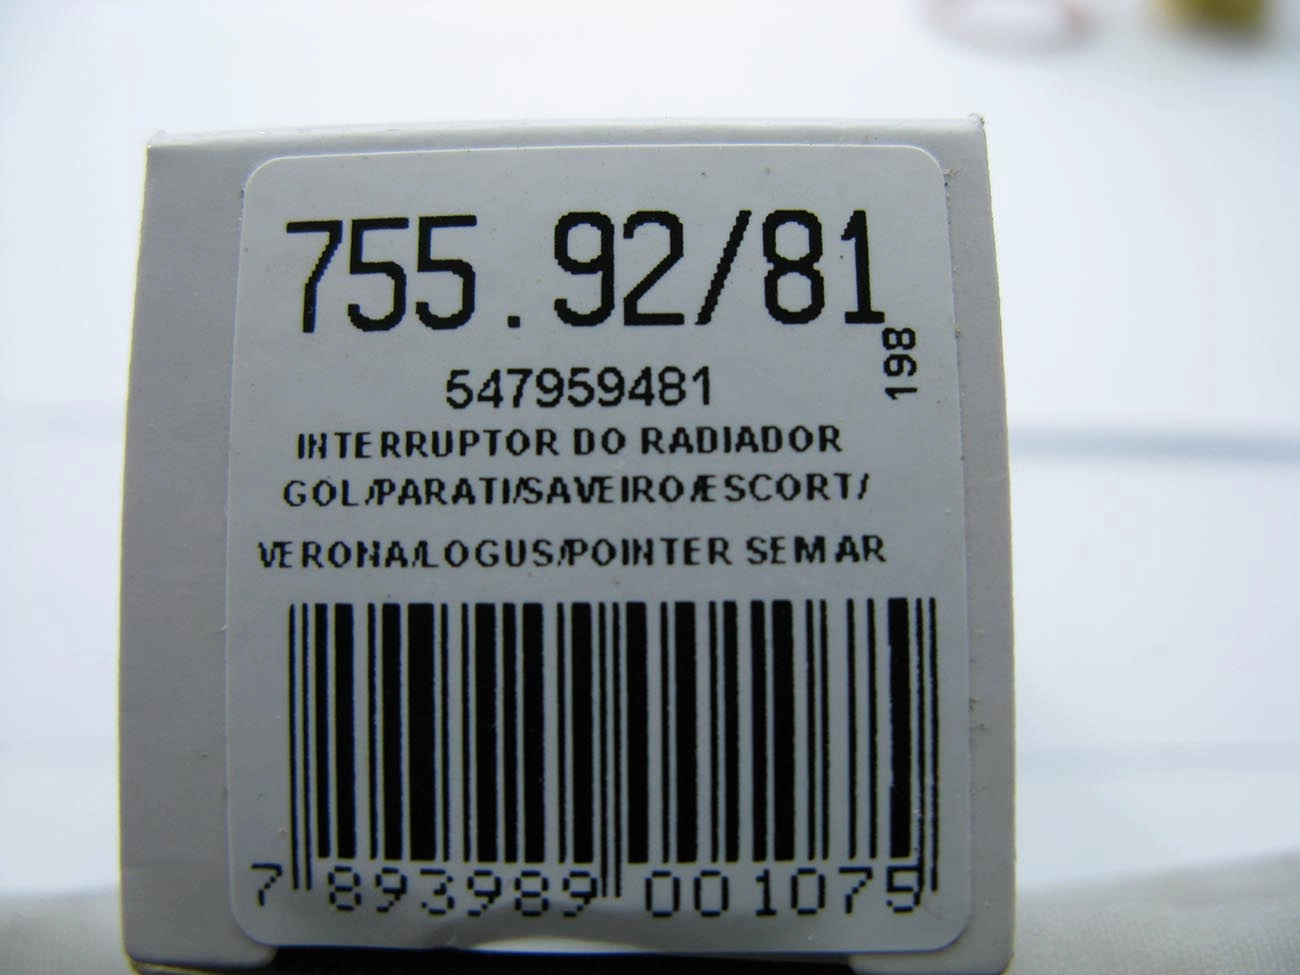 755.92/81
198
547959481
INTERRUPTOR DO RADIADOR
GOL/PARATI/SAVEIRO/ESCORT/
VERONA/LOGUS/POINTER SEM AR
7 893989 001075